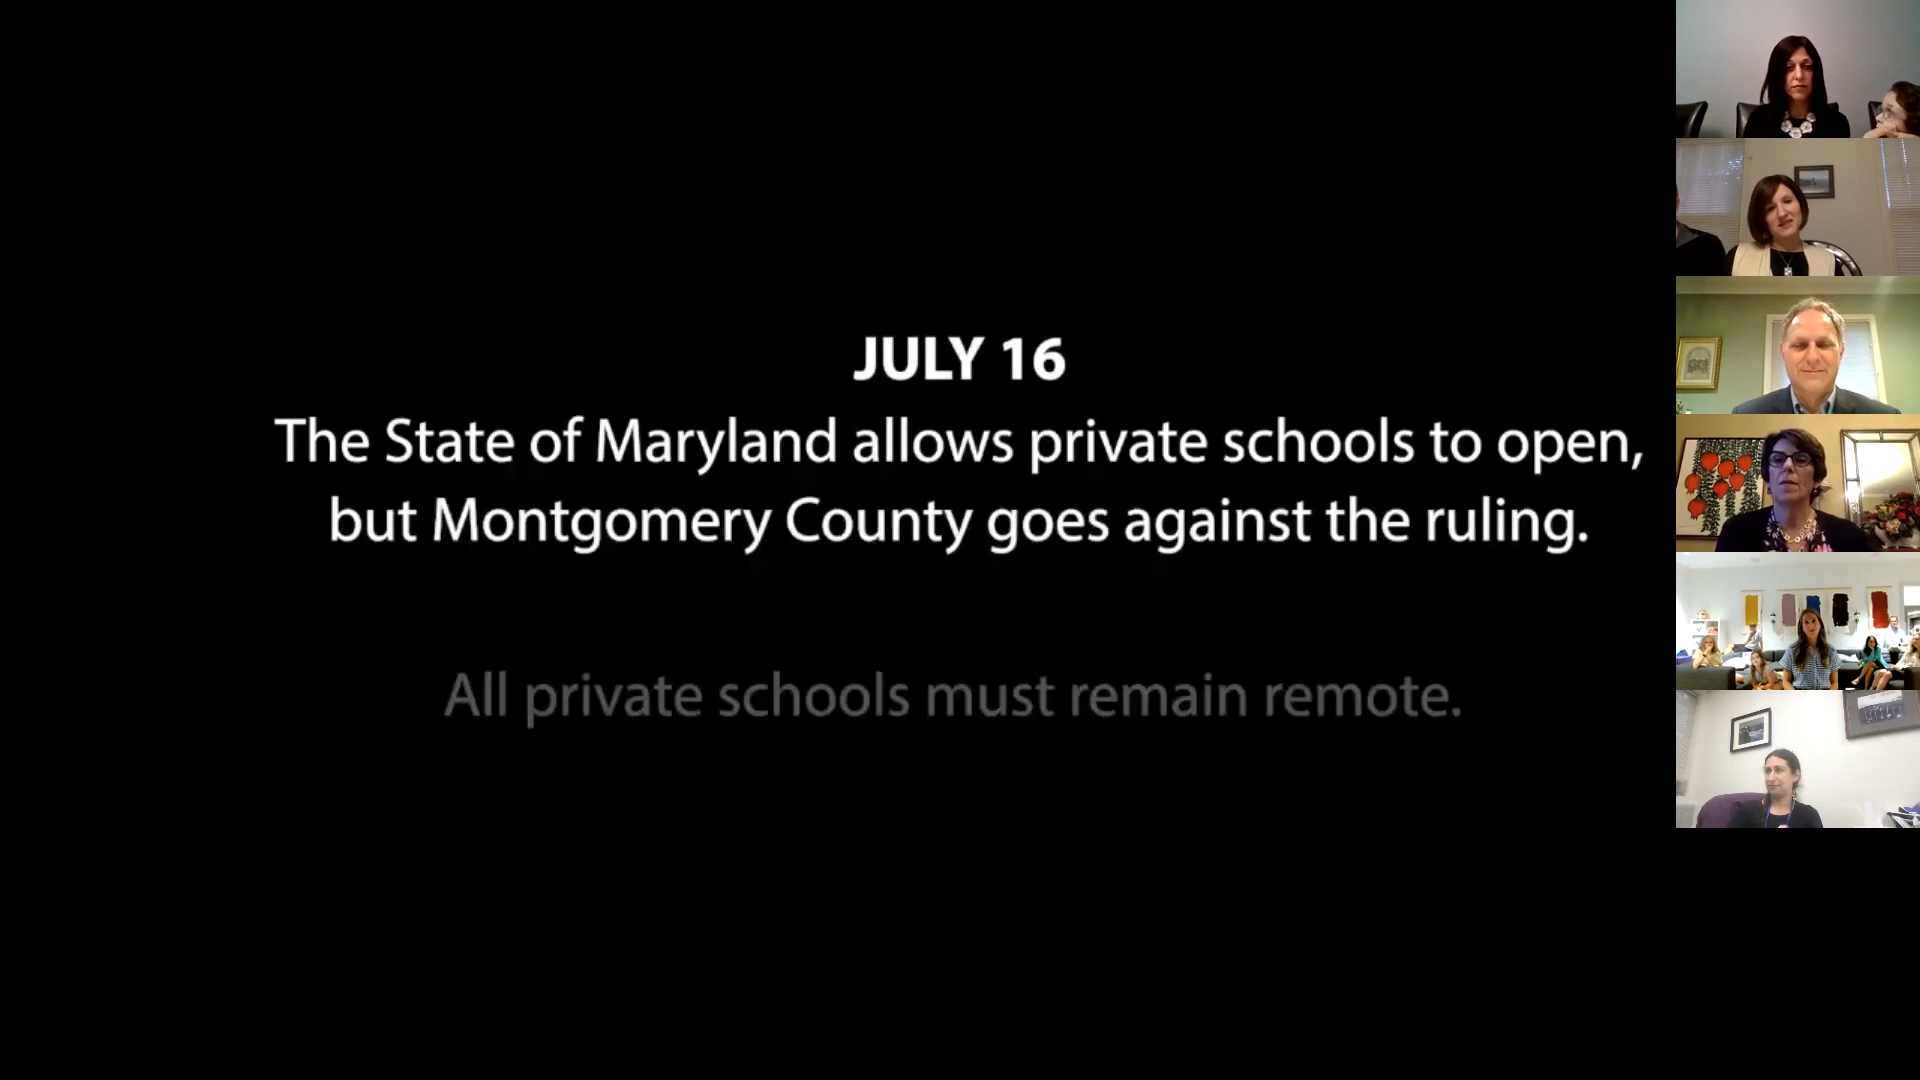 JULY 16
The State of Maryland allows private schools to open,
but Montgomery County goes against the ruling.
All private schools must remain remote.